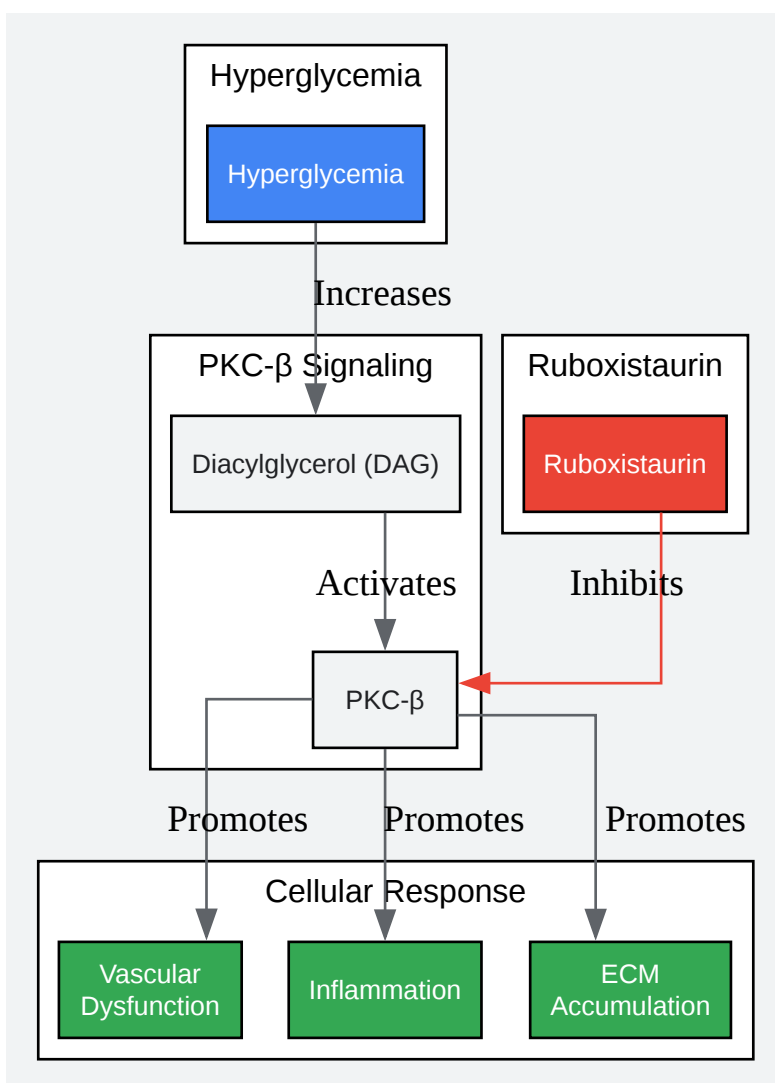 Hyperglycemia
Hyperglycemia
Increases
PKC-β Signaling
Ruboxistaurin
Diacylglycerol (DAG)
Ruboxistaurin
Activates
Inhibits
PKC-β
Promotes
Promotes
Promotes
Cellular Response
Vascular
Dysfunction
Inflammation
ECM
Accumulation